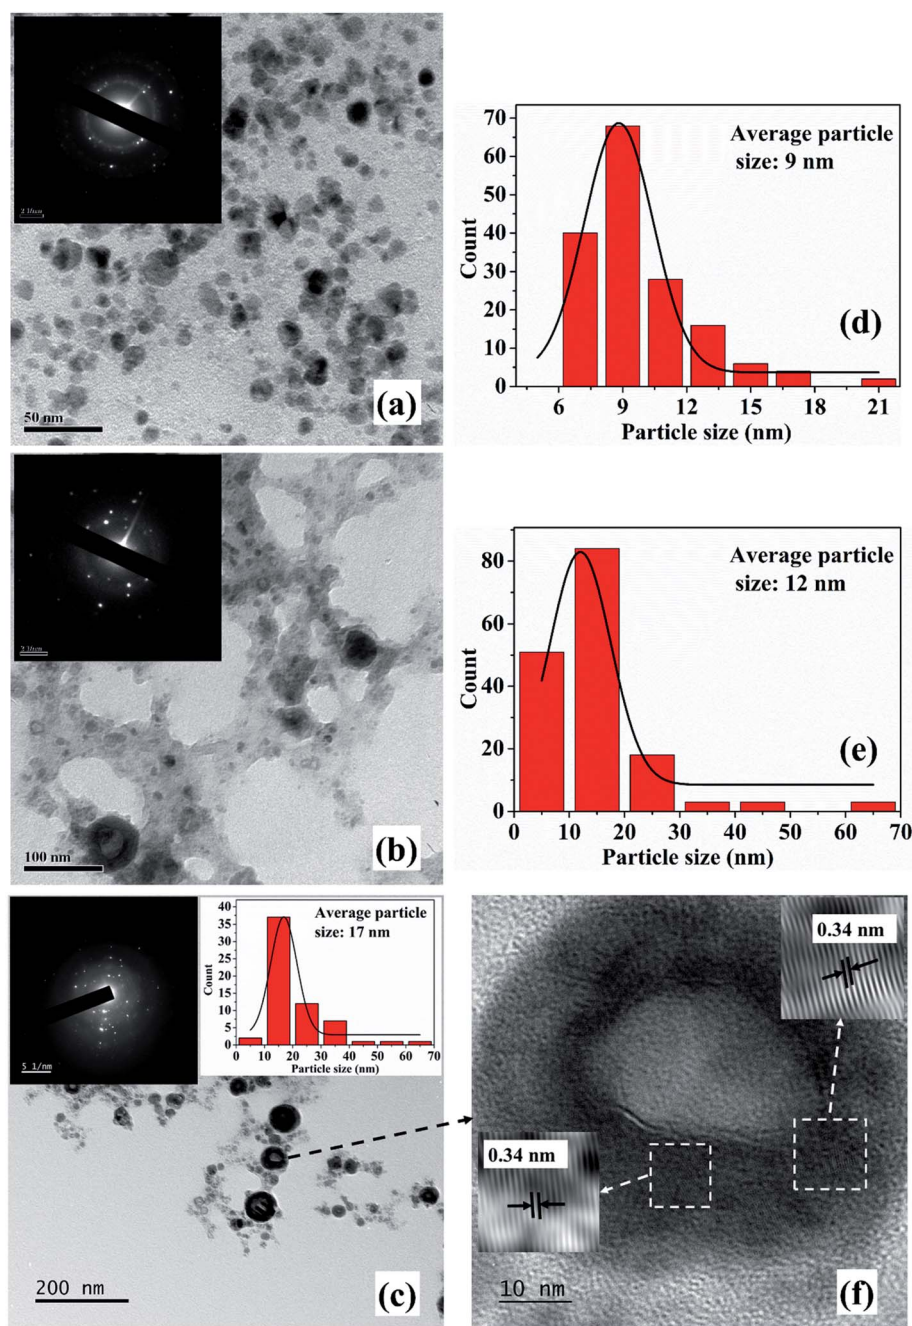 50 nm
(a)
70
60
50
40
30
20
10
0
Count
Average particle
size: 9 nm
(d)
6 9 12 15 18 21
Particle size (nm)
100 nm
(b)
80
60
40
20
0
Count
Average particle
size: 12 nm
(e)
0 10 20 30 40 50 60 70
Particle size (nm)
5 1/nm
40
35
30
25
20
15
10
5
0
Count
Average particle
size: 17 nm
0 10 20 30 40 50 60 70
Particle size (nm)
200 nm
(c)
0.34 nm
0.34 nm
10 nm
(f)